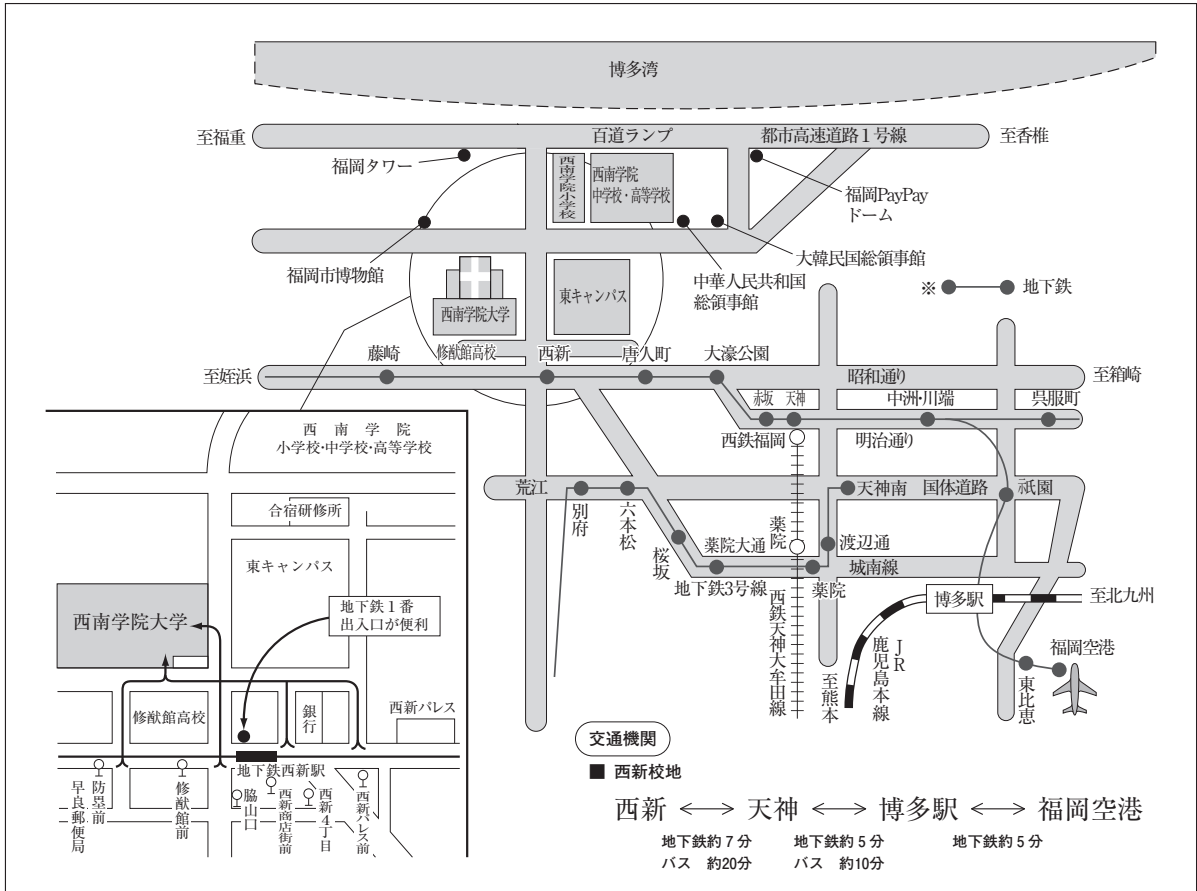 博多湾
至福重
百道ランプ
都市高速道路1号線
至香椎
福岡タワー
西南学院小学校
西南学院
中学校・高等学校
福岡PayPay
ドーム
福岡市博物館
大韓民国総領事館
中華人民共和国
総領事館
西南学院大学
東キャンパス
※
地下鉄
修猷館高校
藤崎
西新
唐人町
大濠公園
至姪浜
昭和通り
至箱崎
赤坂
天神
中洲・川端
呉服町
西鉄福岡
明治通り
荒江
別府
六本松
桜坂
薬院大通
地下鉄3号線
薬院
薬院
渡辺通
天神南
国体道路
祇園
城南線
西鉄天神大牟田線
至熊本
JR
鹿児島本線
博多駅
至北九州
福岡空港
東比恵
西南学院
小学校・中学校・高等学校
合宿研修所
東キャンパス
西南学院大学
地下鉄1番
出入口が便利
修猷館高校
銀行
西新パレス
地下鉄西新駅
早良郵便局
防塁前
修猷館前
脇山口
西新商店街前
西新4丁目
西新パレス前
交通機関
■ 西新校地
西新 ⟷ 天神 ⟷ 博多駅 ⟷ 福岡空港
地下鉄約7分 地下鉄約5分 地下鉄約5分
バス 約20分 バス 約10分